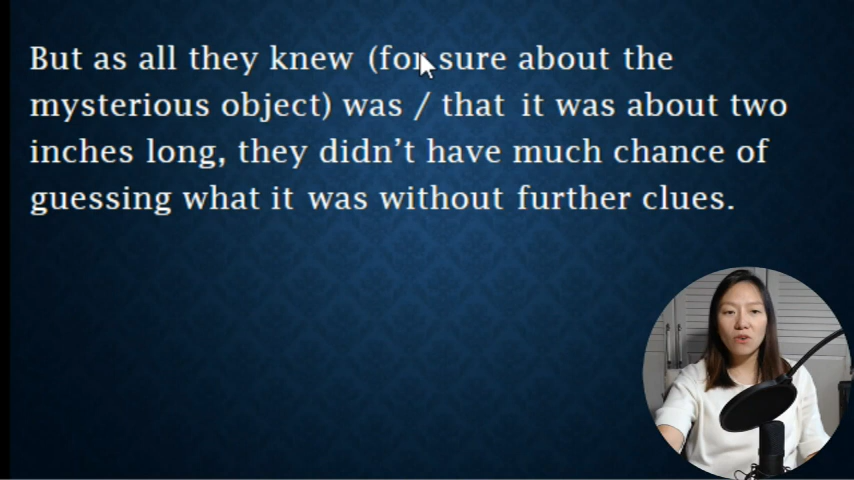 But as all they knew (for sure about the
mysterious object) was / that it was about two
inches long, they didn't have much chance of
guessing what it was without further clues.